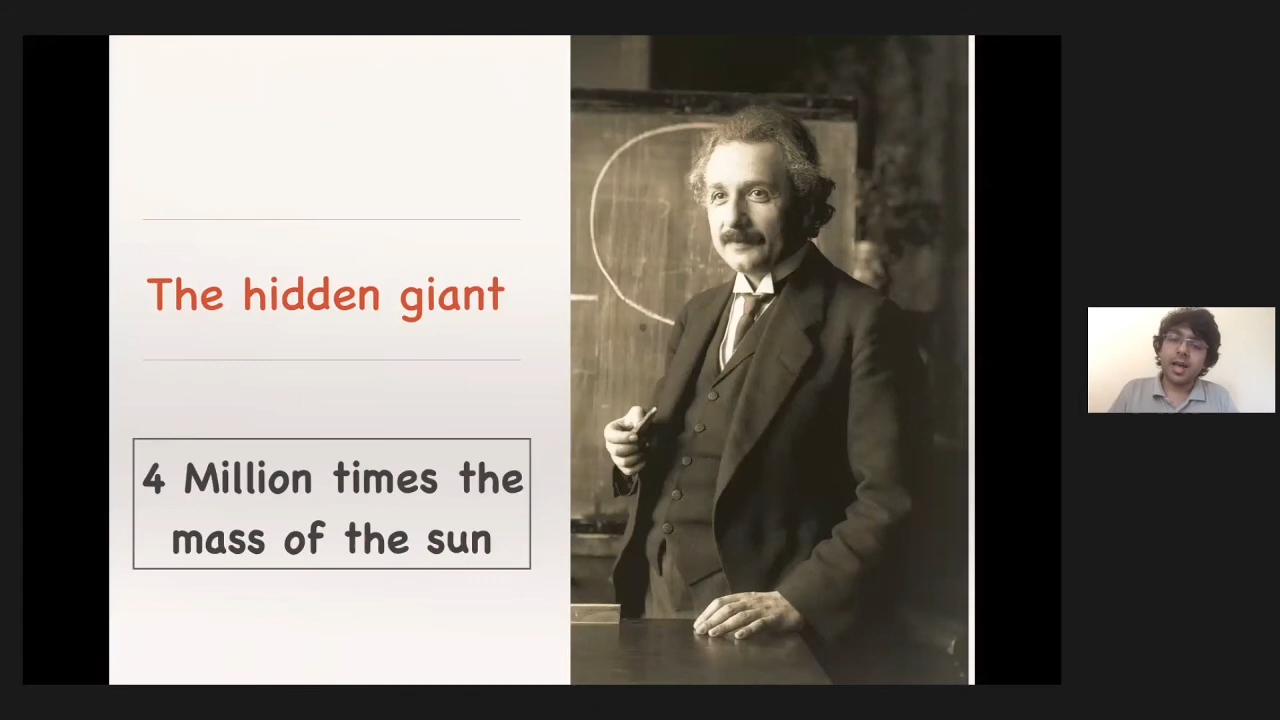 The hidden giant
4 Million times the
mass of the sun